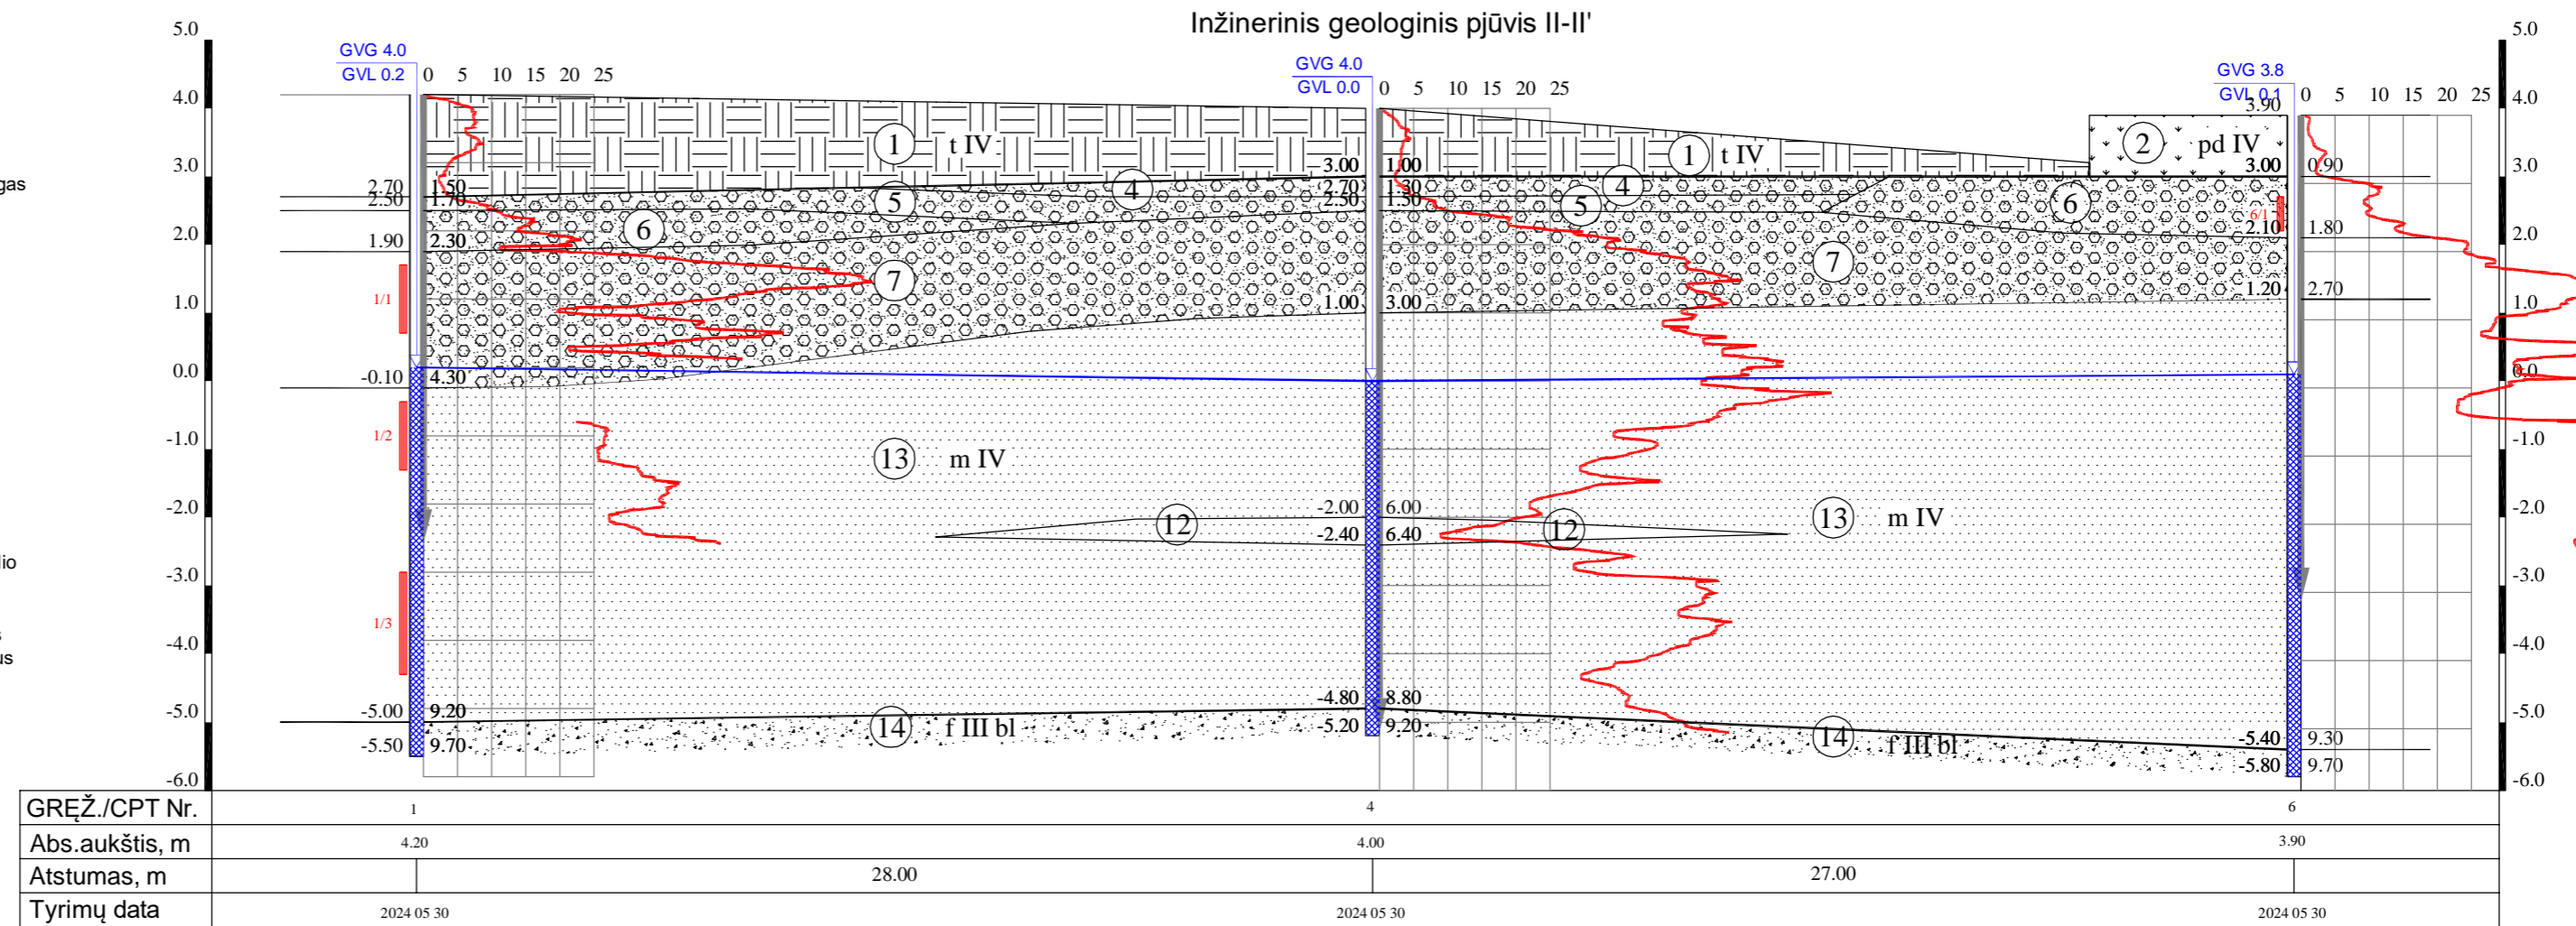 Inžinerinis geologinis pjūvis II-II'
5.0
4.0
3.0
2.0
1.0
0.0
-1.0
-2.0
-3.0
-4.0
-5.0
-6.0
gas
lio
s
us
GVG 4.0
GVL 0.2
0 5 10 15 20 25
2.70 1.50
2.50 1.70
1.90 2.30
-0.10 4.30
-5.00 9.20
-5.50 9.70
1/1
1/2
1/3
1 t IV
4
5
6
7
13 m IV
12
14 f III bl
GVG 4.0
GVL 0.0
0 5 10 15 20 25
3.00 1.00
2.70 1.30
2.50 1.50
1.00 3.00
-2.00 6.00
-2.40 6.40
-4.80 8.80
-5.20 9.20
1 t IV
2 pd IV
4
5
6
7
12
13 m IV
14 f III bl
GVG 3.8
GVL 0.1
0 5 10 15 20 25
3.90
3.00 0.90
6/1
2.10 1.80
1.20 2.70
-5.40 9.30
-5.80 9.70
5.0
4.0
3.0
2.0
1.0
0.0
-1.0
-2.0
-3.0
-4.0
-5.0
-6.0
GRĘŽ./CPT Nr. 1 4 6
Abs.aukštis, m 4.20 4.00 3.90
Atstumas, m 28.00 27.00
Tyrimų data 2024 05 30 2024 05 30 2024 05 30